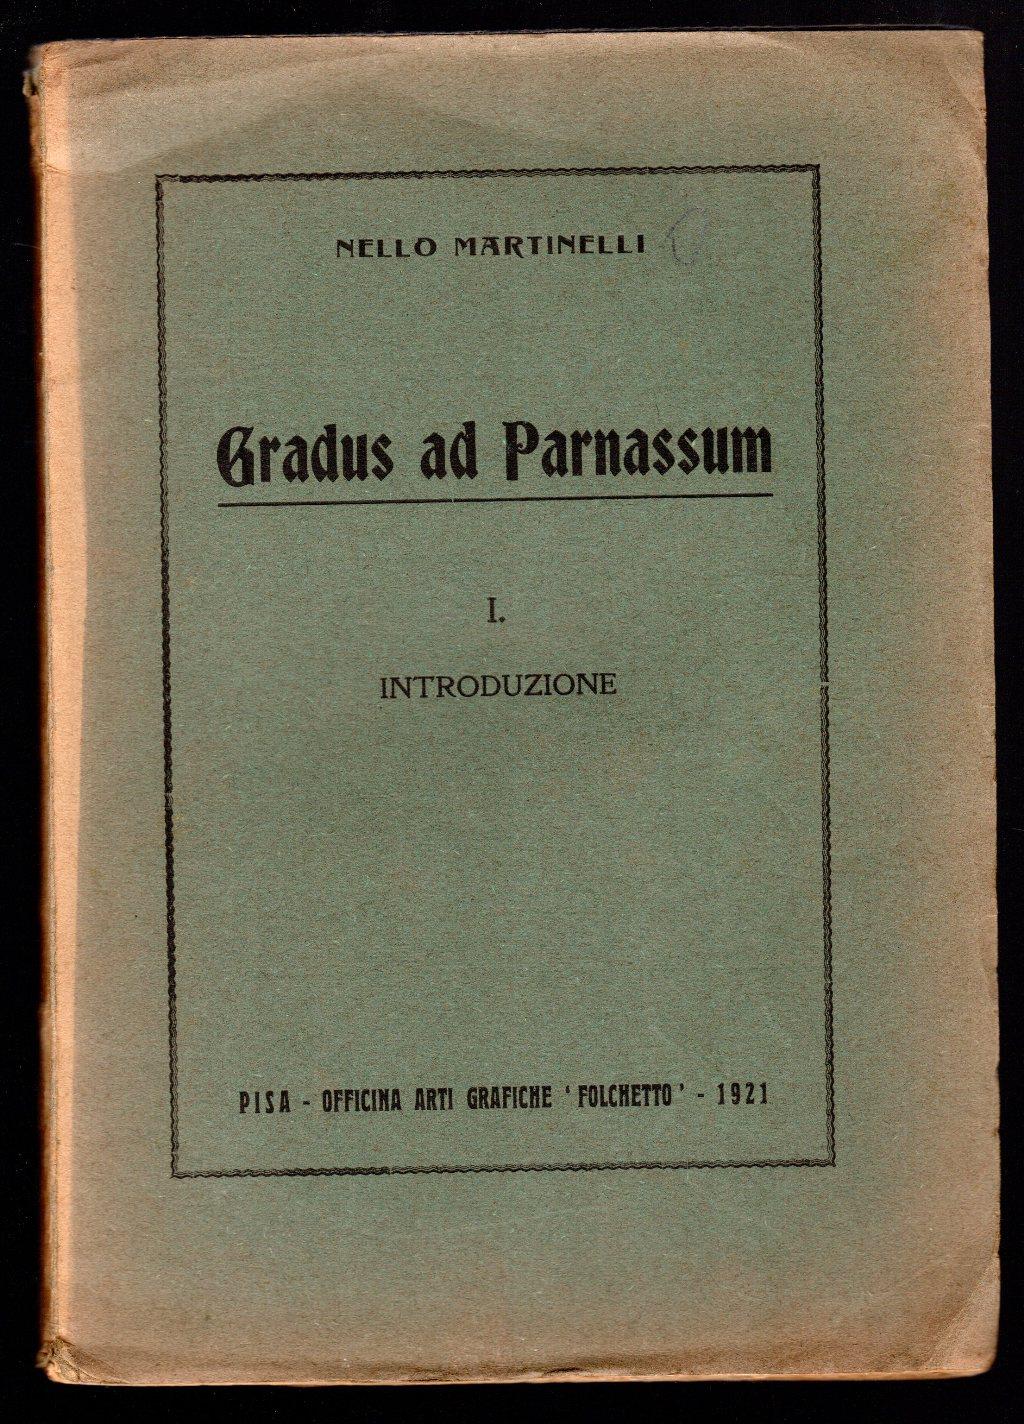 NELLO MARTINELLI
Gradus ad Parnassum
I.
INTRODUZIONE
PISA - OFFICINA ARTI GRAFICHE ' FOLCHETTO ' - 1921